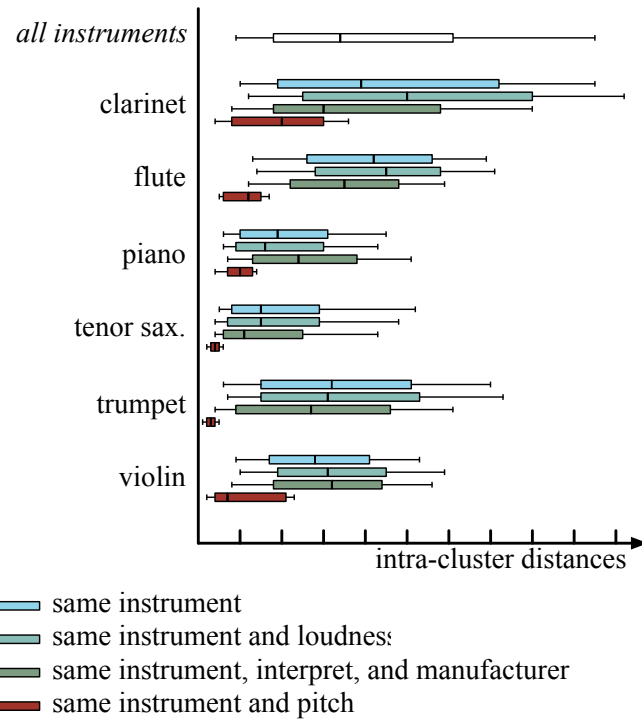 all instruments
clarinet
flute
piano
tenor sax.
trumpet
violin
intra-cluster distances
same instrument
same instrument and loudness
same instrument, interpret, and manufacturer
same instrument and pitch